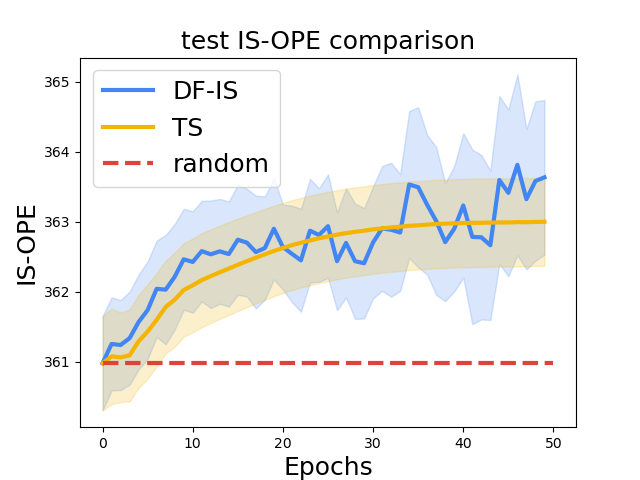 test IS-OPE comparison
365
364
363
362
361
IS-OPE
DF-IS
TS
random
0 10 20 30 40 50
Epochs